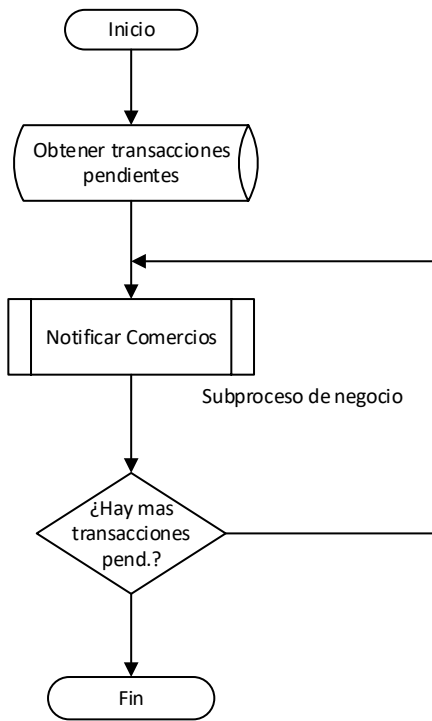 Inicio
Obtener transacciones
pendientes
Notificar Comercios
Subproceso de negocio
¿Hay mas
transacciones
pend.?
Fin